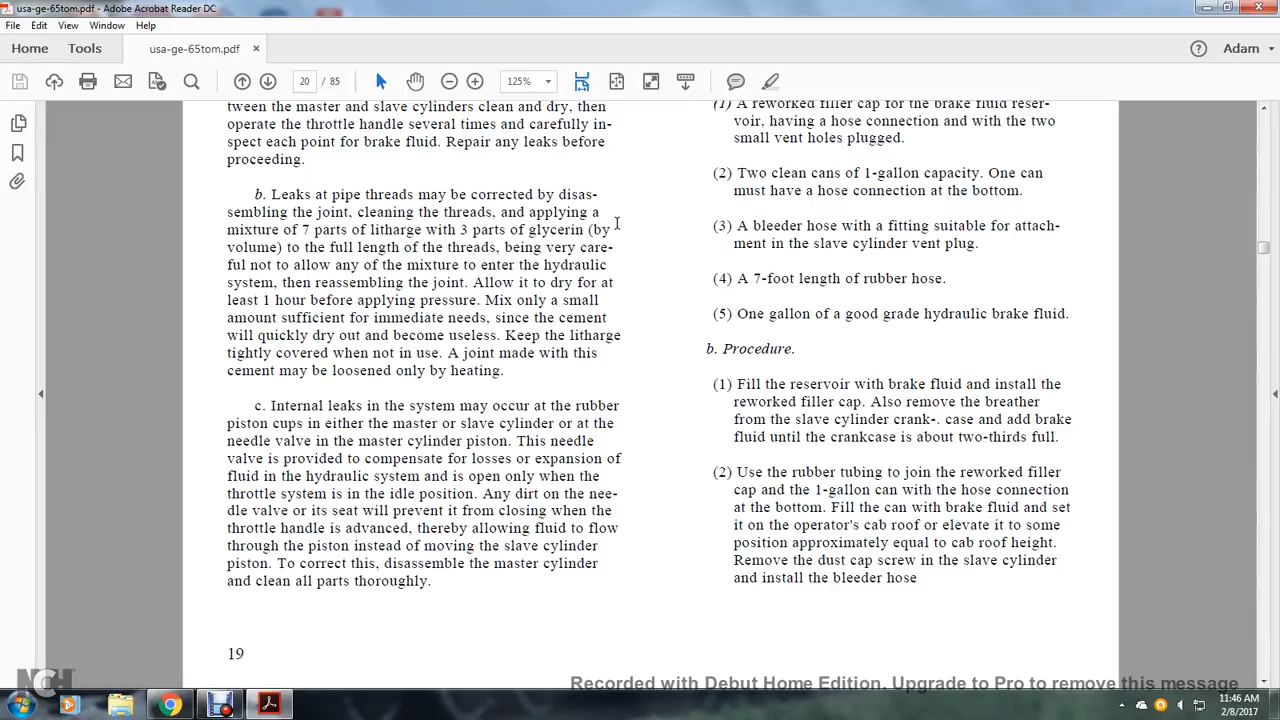 usa-ge-65tom.pdf - Adobe Acrobat Reader DC
File Edit View Window Help
Home Tools usa-ge-65tom.pdf × Adam
20 / 85 125%
tween the master and slave cylinders clean and dry, then
operate the throttle handle several times and carefully in-
spect each point for brake fluid. Repair any leaks before
proceeding.
b. Leaks at pipe threads may be corrected by disas-
sembling the joint, cleaning the threads, and applying a
mixture of 7 parts of litharge with 3 parts of glycerin (by
volume) to the full length of the threads, being very care-
ful not to allow any of the mixture to enter the hydraulic
system, then reassembling the joint. Allow it to dry for at
least 1 hour before applying pressure. Mix only a small
amount sufficient for immediate needs, since the cement
will quickly dry out and become useless. Keep the litharge
tightly covered when not in use. A joint made with this
cement may be loosened only by heating.
c. Internal leaks in the system may occur at the rubber
piston cups in either the master or slave cylinder or at the
needle valve in the master cylinder piston. This needle
valve is provided to compensate for losses or expansion of
fluid in the hydraulic system and is open only when the
throttle system is in the idle position. Any dirt on the nee-
dle valve or its seat will prevent it from closing when the
throttle handle is advanced, thereby allowing fluid to flow
through the piston instead of moving the slave cylinder
piston. To correct this, disassemble the master cylinder
and clean all parts thoroughly.
19
(1) A reworked filler cap for the brake fluid reser-
voir, having a hose connection and with the two
small vent holes plugged.
(2) Two clean cans of 1-gallon capacity. One can
must have a hose connection at the bottom.
(3) A bleeder hose with a fitting suitable for attach-
ment in the slave cylinder vent plug.
(4) A 7-foot length of rubber hose.
(5) One gallon of a good grade hydraulic brake fluid.
b. Procedure.
(1) Fill the reservoir with brake fluid and install the
reworked filler cap. Also remove the breather
from the slave cylinder crank-. case and add brake
fluid until the crankcase is about two-thirds full.
(2) Use the rubber tubing to join the reworked filler
cap and the 1-gallon can with the hose connection
at the bottom. Fill the can with brake fluid and set
it on the operator's cab roof or elevate it to some
position approximately equal to cab roof height.
Remove the dust cap screw in the slave cylinder
and install the bleeder hose
NCH
Recorded with Debut Home Edition. Upgrade to Pro to remove this message
11:46 AM
2/8/2017